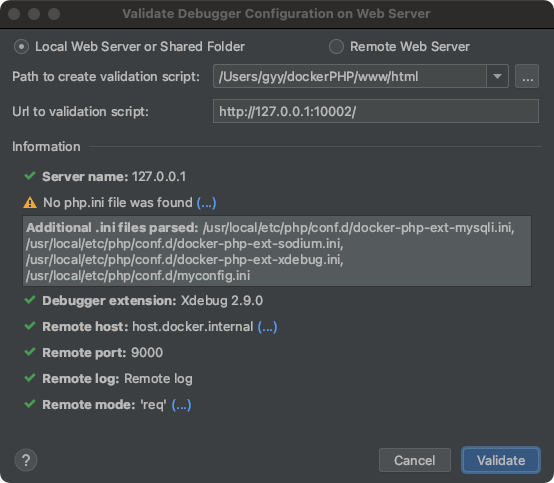 Validate Debugger Configuration on Web Server
Local Web Server or Shared Folder
Remote Web Server
Path to create validation script: /Users/gyy/dockerPHP/www/html ...
Url to validation script: http://127.0.0.1:10002/
Information
Server name: 127.0.0.1
No php.ini file was found (...)
Additional .ini files parsed: /usr/local/etc/php/conf.d/docker-php-ext-mysqli.ini,
/usr/local/etc/php/conf.d/docker-php-ext-sodium.ini,
/usr/local/etc/php/conf.d/docker-php-ext-xdebug.ini,
/usr/local/etc/php/conf.d/myconfig.ini
Debugger extension: Xdebug 2.9.0
Remote host: host.docker.internal (...)
Remote port: 9000
Remote log: Remote log
Remote mode: 'req' (...)
?
Cancel
Validate